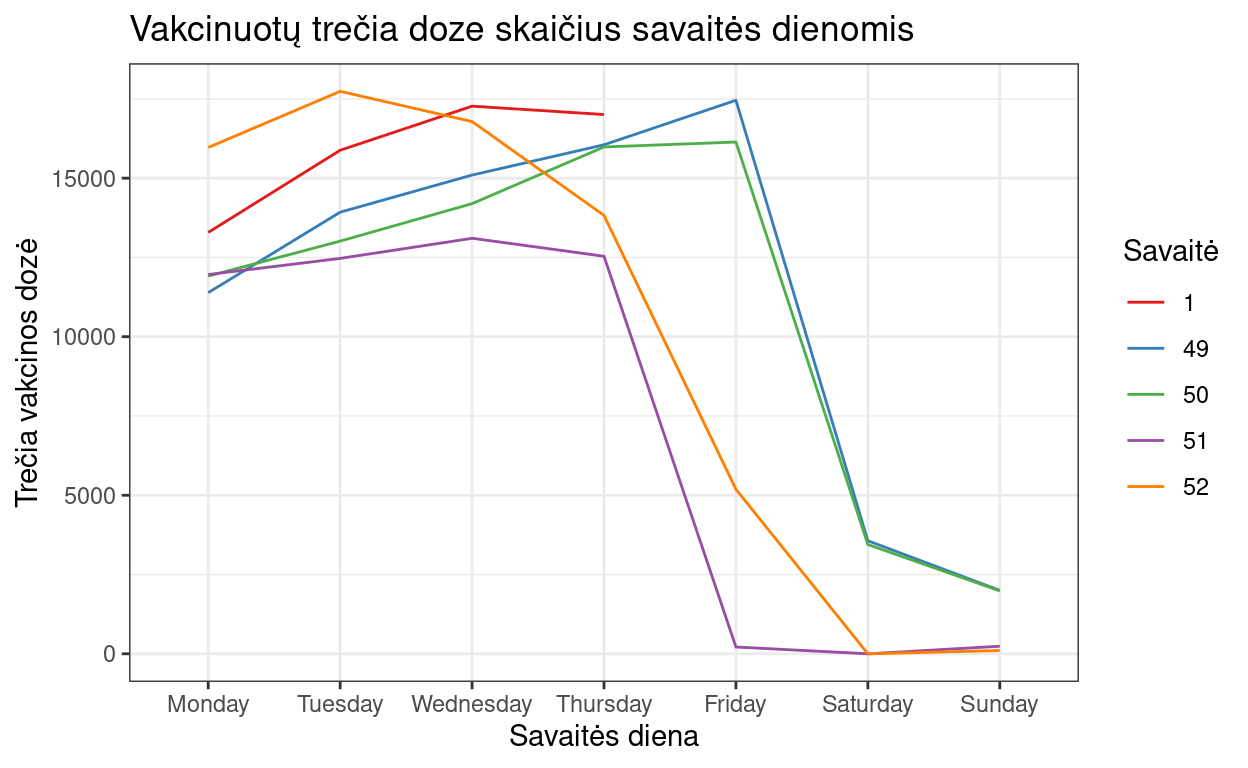 Vakcinuotų trečia doze skaičius savaitės dienomis
Trečia vakcinos dozė
15000
10000
5000
0
Monday Tuesday Wednesday Thursday Friday Saturday Sunday
Savaitės diena
Savaitė
1
49
50
51
52